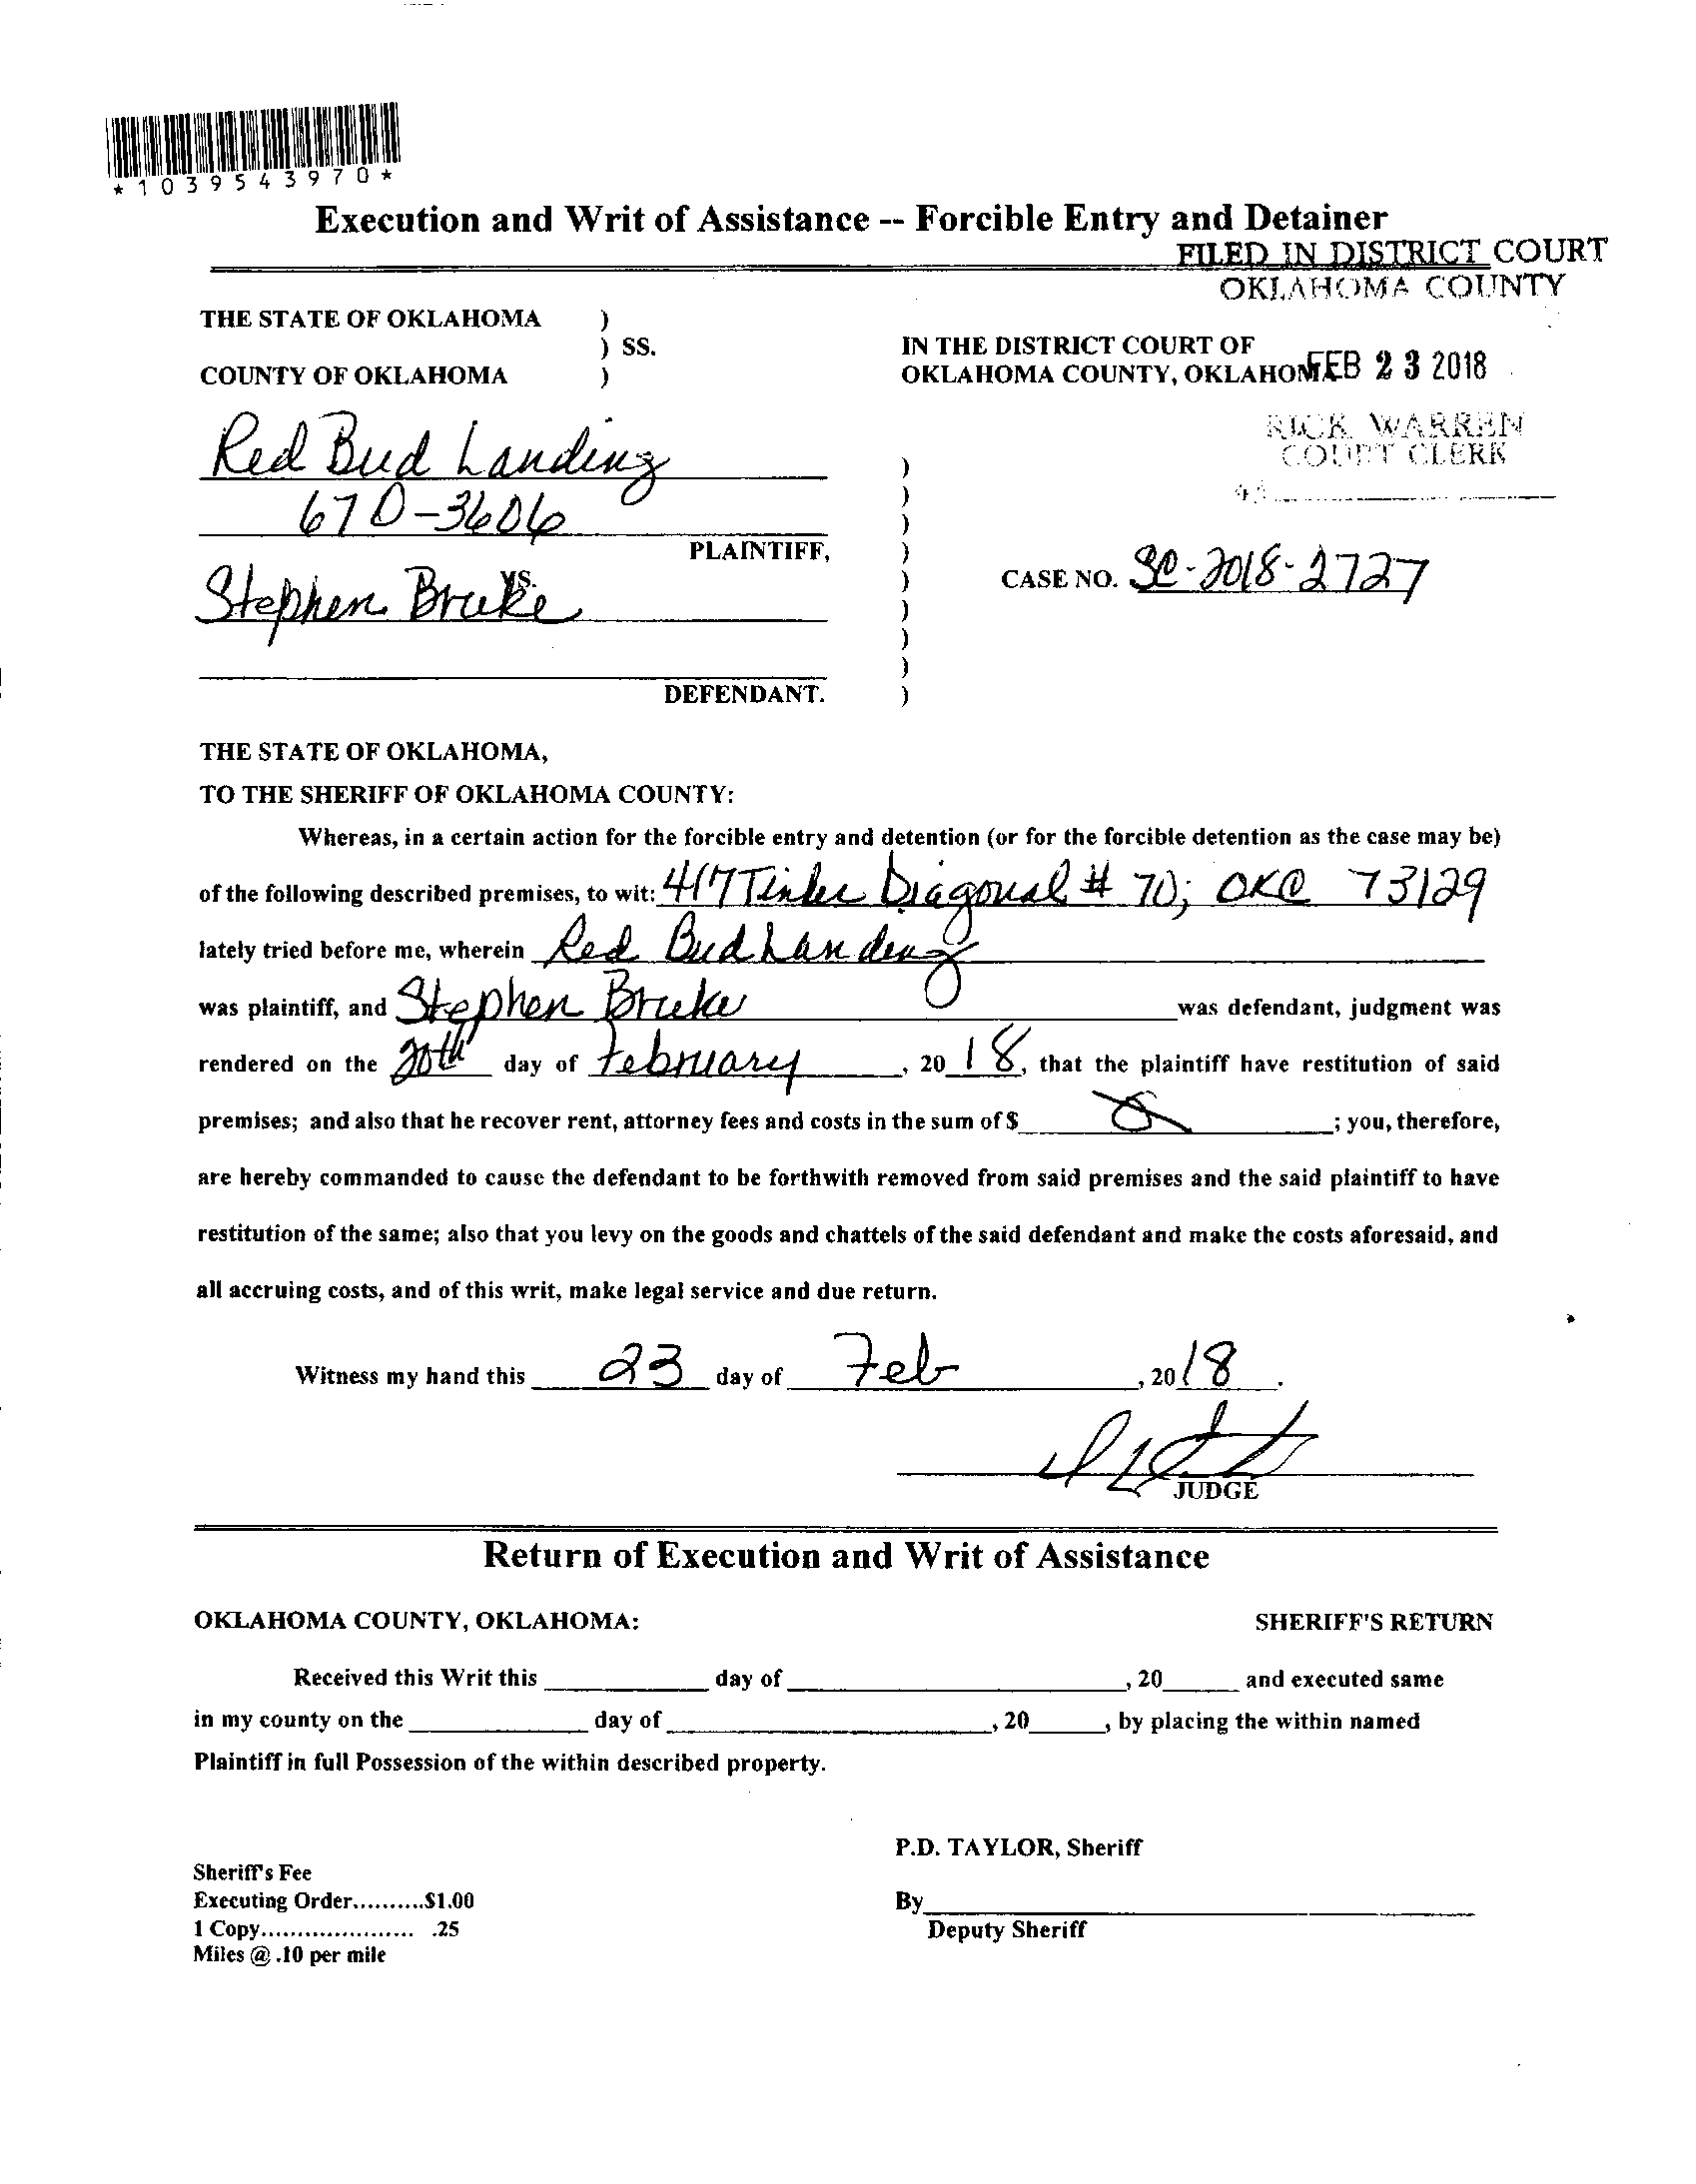 *1039543970*
Execution and Writ of Assistance -- Forcible Entry and Detainer
FILED IN DISTRICT COURT
OKLAHOMA COUNTY
THE STATE OF OKLAHOMA )
) SS.
COUNTY OF OKLAHOMA )
IN THE DISTRICT COURT OF
OKLAHOMA COUNTY, OKLAHOMA
FEB 23 2018
RICK WARREN
COURT CLERK
Red Bud Landing
670-3606
PLAINTIFF,
VS.
Stephen
DEFENDANT.
CASE NO. SC-2018-2727
THE STATE OF OKLAHOMA,
TO THE SHERIFF OF OKLAHOMA COUNTY:
Whereas, in a certain action for the forcible entry and detention (or for the forcible detention as the case may be)
of the following described premises, to wit: 417 Tinker Diagonal # 70; OKC 73129
lately tried before me, wherein Red Bud Landing
was plaintiff, and Stephen was defendant, judgment was
rendered on the 20th day of February, 2018, that the plaintiff have restitution of said
premises; and also that he recover rent, attorney fees and costs in the sum of $ 0; you, therefore,
are hereby commanded to cause the defendant to be forthwith removed from said premises and the said plaintiff to have
restitution of the same; also that you levy on the goods and chattels of the said defendant and make the costs aforesaid, and
all accruing costs, and of this writ, make legal service and due return.
Witness my hand this 23 day of Feb, 2018.
JUDGE
Return of Execution and Writ of Assistance
OKLAHOMA COUNTY, OKLAHOMA: SHERIFF'S RETURN
Received this Writ this ____ day of ____, 20____ and executed same
in my county on the ____ day of ____, 20____, by placing the within named
Plaintiff in full Possession of the within described property.
P.D. TAYLOR, Sheriff
Sheriff's Fee
Executing Order..........$1.00
By____
1 Copy..................... .25
Deputy Sheriff
Miles @ .10 per mile